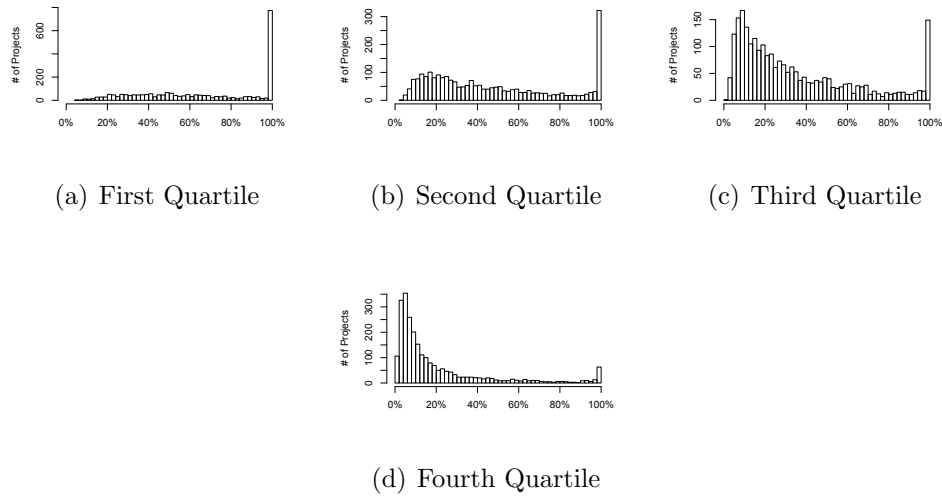 # of Projects
0 200 600
0% 20% 40% 60% 80% 100%
(a) First Quartile
# of Projects
0 100 200 300
0% 20% 40% 60% 80% 100%
(b) Second Quartile
# of Projects
0 50 100 150
0% 20% 40% 60% 80% 100%
(c) Third Quartile
# of Projects
0 100 200 300
0% 20% 40% 60% 80% 100%
(d) Fourth Quartile